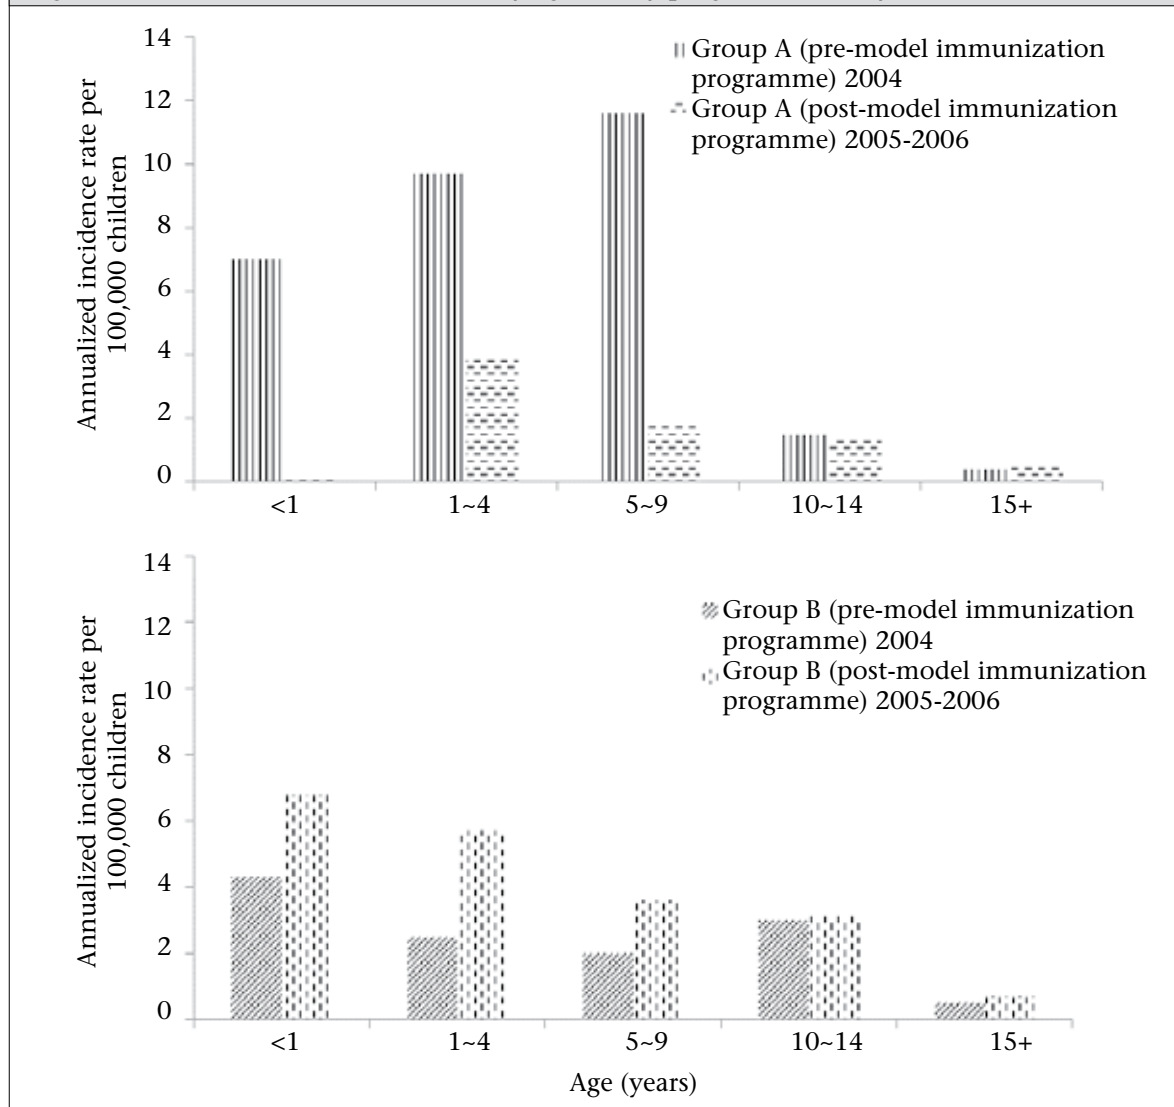 14
12
10
8
6
4
2
0
Annualized incidence rate per
100,000 children
Group A (pre-model immunization
programme) 2004
Group A (post-model immunization
programme) 2005-2006
<1 1~4 5~9 10~14 15+
14
12
10
8
6
4
2
0
Annualized incidence rate per
100,000 children
Group B (pre-model immunization
programme) 2004
Group B (post-model immunization
programme) 2005-2006
<1 1~4 5~9 10~14 15+
Age (years)